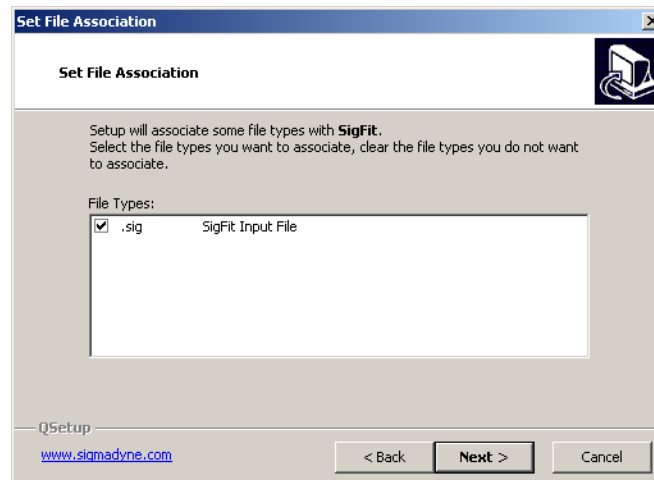 Set File Association
Set File Association
Setup will associate some file types with SigFit.
Select the file types you want to associate, clear the file types you do not want
to associate.
File Types:
.sig SigFit Input File
QSetup
www.sigmadyne.com
< Back Next > Cancel